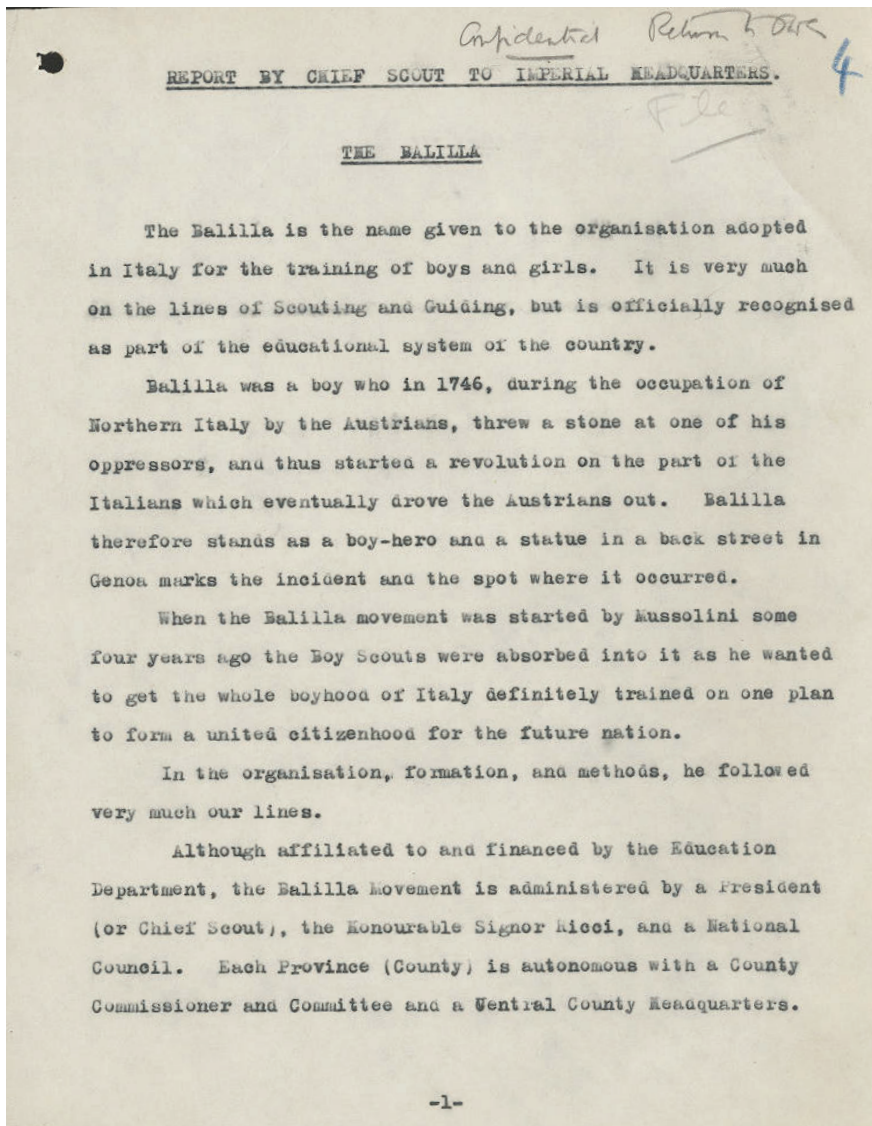 Confidential Return to
4
REPORT BY CHIEF SCOUT TO IMPERIAL HEADQUARTERS.
File
THE BALILLA
The Balilla is the name given to the organisation adopted
in Italy for the training of boys and girls. It is very much
on the lines of Scouting and Guiding, but is officially recognised
as part of the educational system of the country.
Balilla was a boy who in 1746, during the occupation of
Northern Italy by the Austrians, threw a stone at one of his
oppressors, and thus started a revolution on the part of the
Italians which eventually drove the Austrians out. Balilla
therefore stands as a boy-hero and a statue in a back street in
Genoa marks the incident and the spot where it occurred.
When the Balilla movement was started by Mussolini some
four years ago the Boy Scouts were absorbed into it as he wanted
to get the whole boyhood of Italy definitely trained on one plan
to form a united citizenhood for the future nation.
In the organisation, formation, and methods, he followed
very much our lines.
Although affiliated to and financed by the Education
Department, the Balilla Movement is administered by a President
(or Chief Scout), the Honourable Signor Ricci, and a National
Council. Each Province (County) is autonomous with a County
Commissioner and Committee and a Central County Headquarters.
-1-